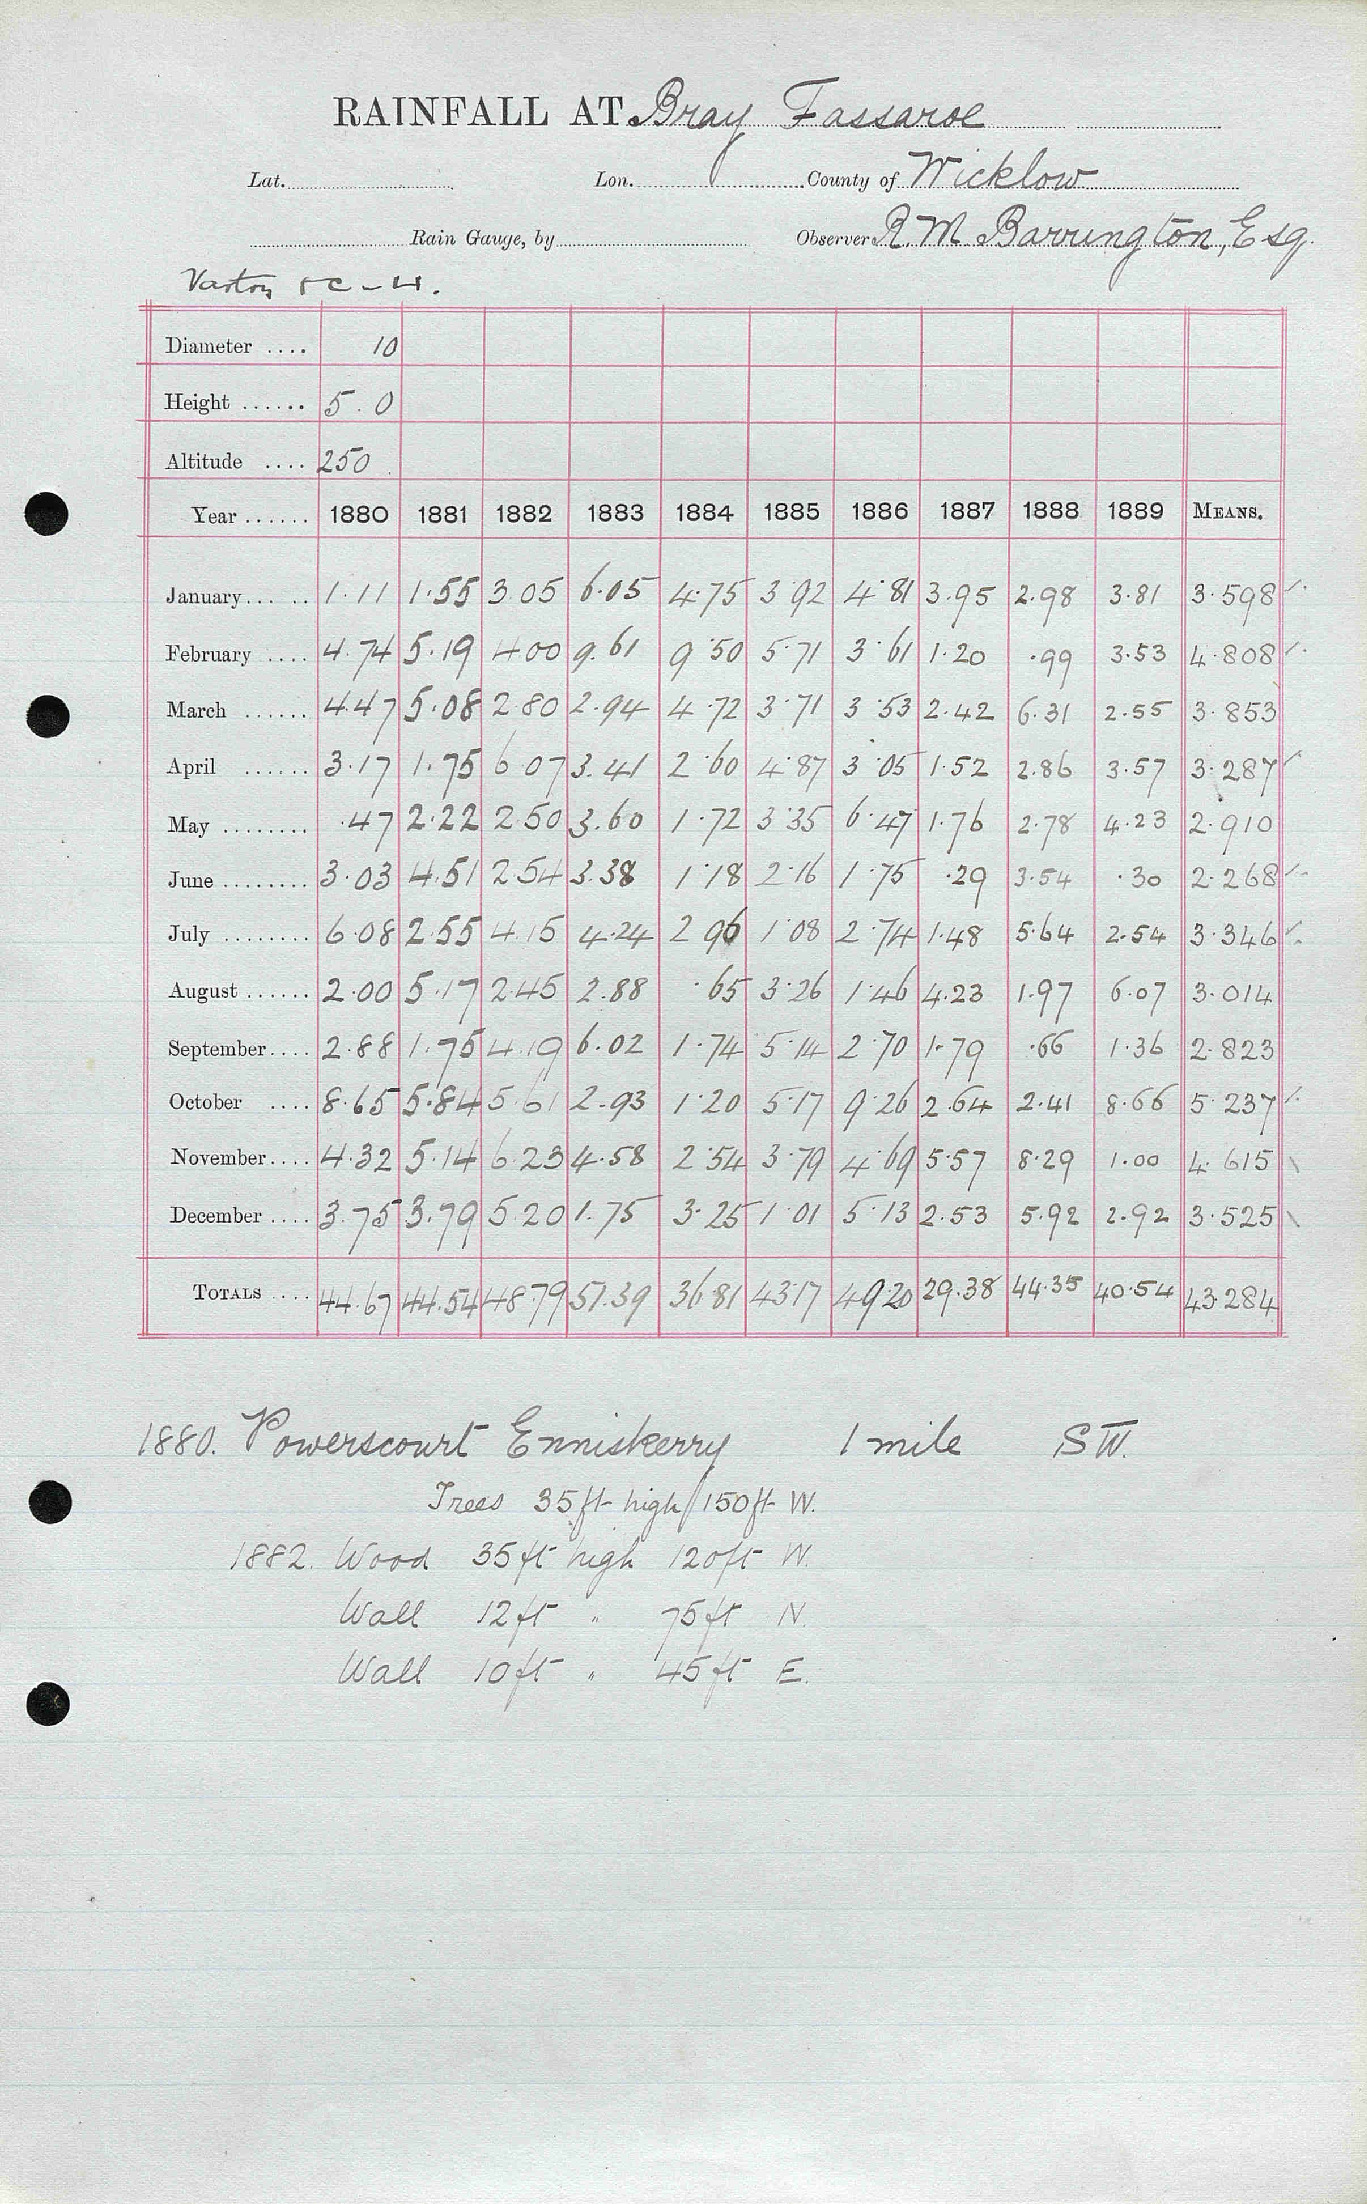 RAINFALL AT Bray Fassaroe
Lat. Lon. County of Wicklow
Rain Gauge, by Observer R. M. Barrington, Esq.
Diameter .... 10
Height ...... 5.0
Altitude .... 250
Year ...... 1880 1881 1882 1883 1884 1885 1886 1887 1888 1889 MEANS.
January ...... 1.11 1.55 3.05 6.05 4.75 3.92 4.81 3.95 2.98 3.81 3.598
February .... 4.74 5.19 4.00 9.61 9.50 5.71 3.61 1.20 .99 3.53 4.808
March ...... 4.47 5.08 2.80 2.94 4.72 3.71 3.53 2.42 6.31 2.55 3.853
April ...... 3.17 1.75 6.07 3.41 2.60 4.87 3.05 1.52 2.86 3.57 3.287
May ........ .47 2.22 2.50 3.60 1.72 3.35 6.47 1.76 2.78 4.23 2.910
June ........ 3.03 4.51 2.54 3.38 1.18 2.16 1.75 .29 3.54 .30 2.268
July ........ 6.08 2.55 4.15 4.24 2.96 1.08 2.74 1.48 5.64 2.54 3.346
August ...... 2.00 5.17 2.45 2.88 .65 3.26 1.46 4.23 1.97 6.07 3.014
September .... 2.88 1.75 4.19 6.02 1.74 5.14 2.70 1.79 .66 1.36 2.823
October .... 8.65 5.84 5.61 2.93 1.20 5.17 9.26 2.64 2.41 8.66 5.237
November .... 4.32 5.14 6.23 4.58 2.54 3.79 4.69 5.57 8.29 1.00 4.615
December .... 3.75 3.79 5.20 1.75 3.25 1.01 5.13 2.53 5.92 2.92 3.525
TOTALS .... 44.67 44.54 48.79 51.39 36.81 43.17 49.20 29.38 44.35 40.54 43.284
1880. Powerscourt Enniskerry 1 mile SW.
Trees 35ft high 150ft W.
1882. Wood 35ft high 120ft W.
Wall 12ft " 75ft N.
Wall 10ft " 45ft E.